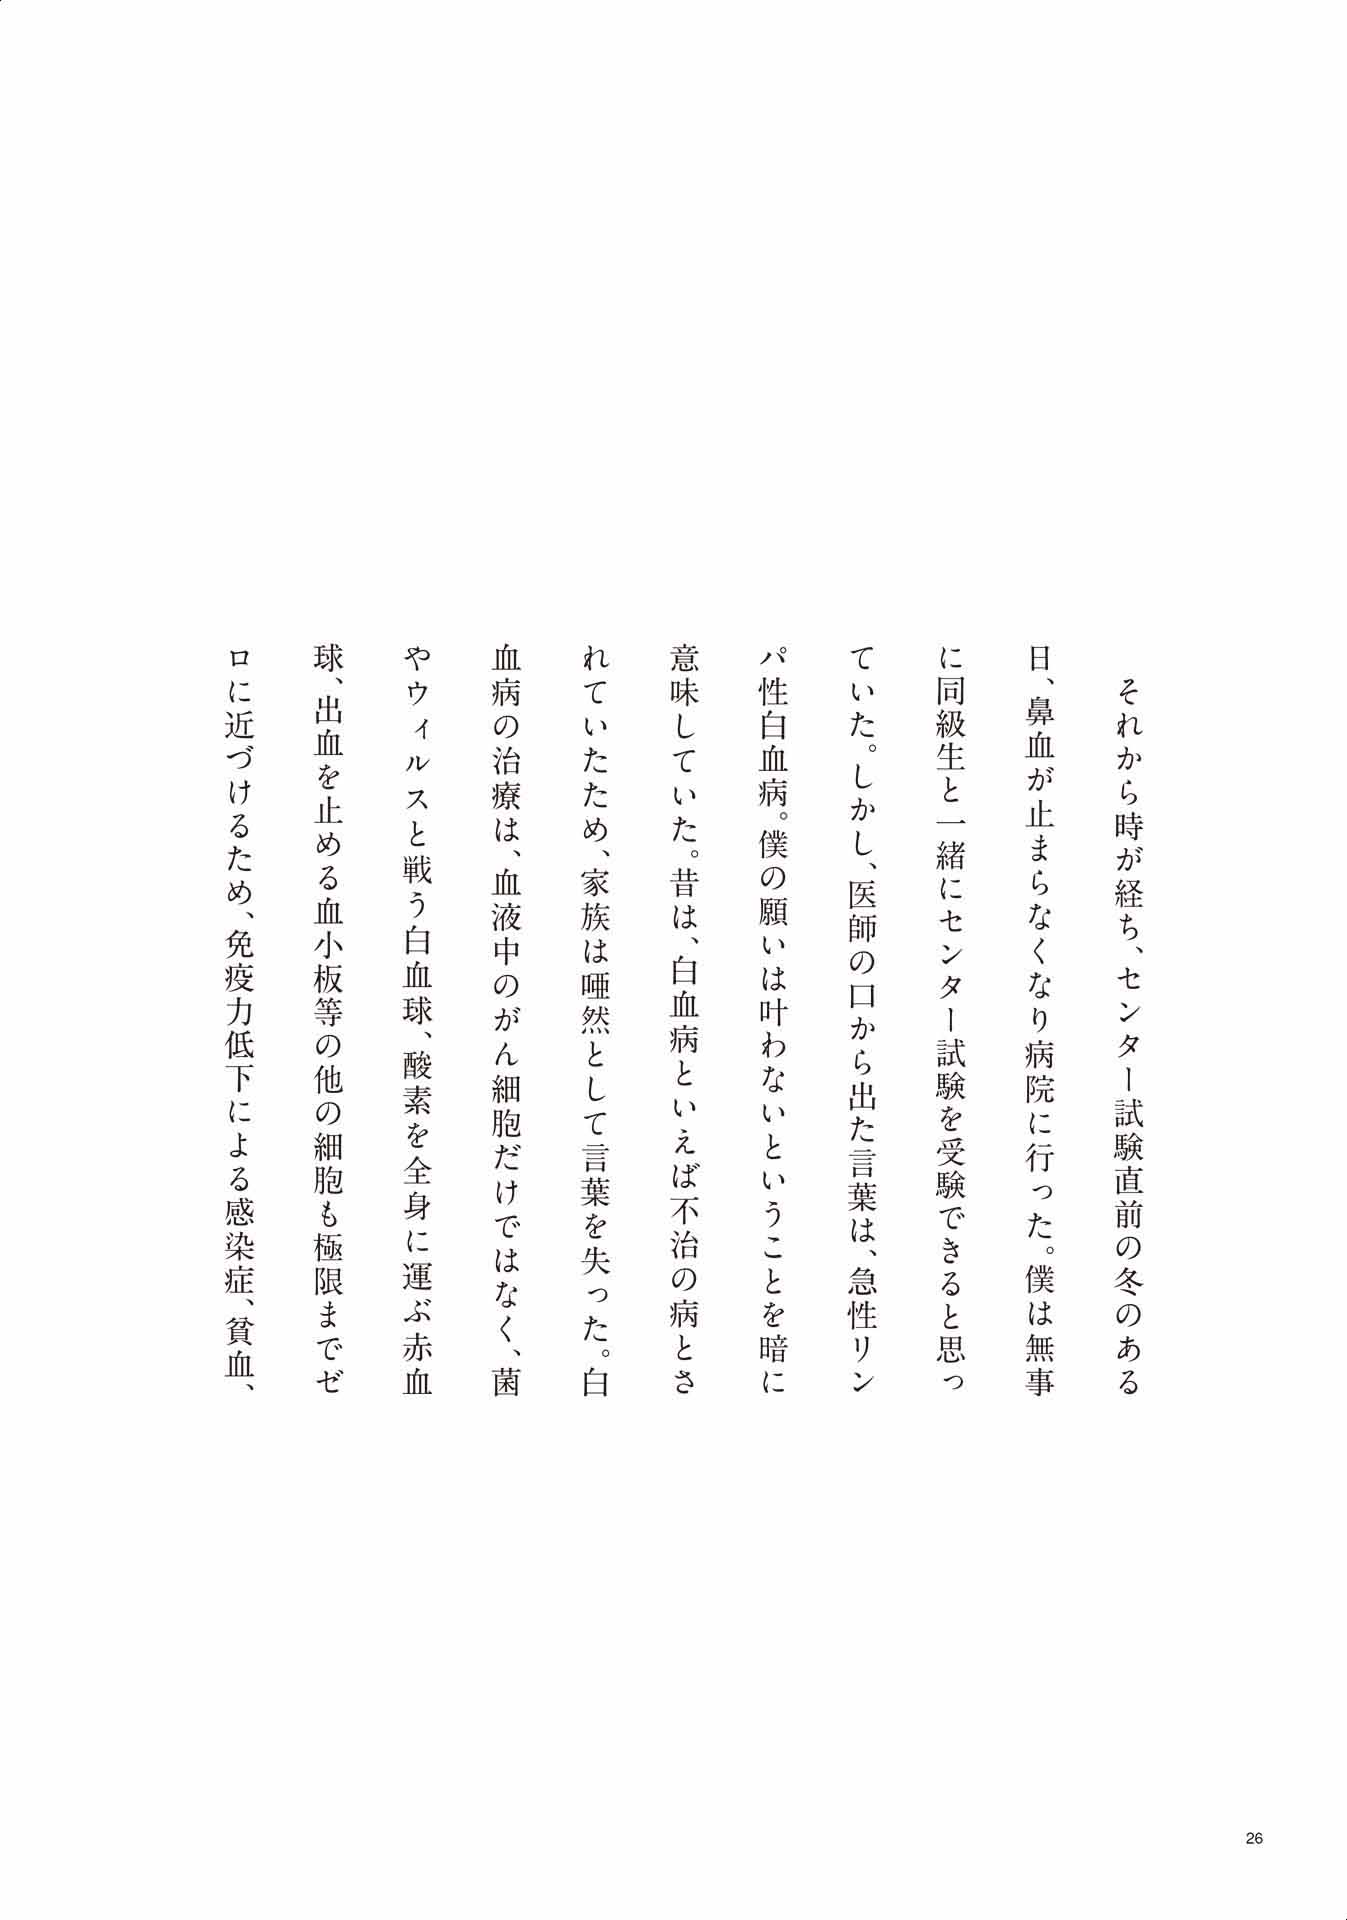 それから時が経ち、センター試験直前の冬のある
日、鼻血が止まらなくなり病院に行った。僕は無事
に同級生と一緒にセンター試験を受験できると思っ
ていた。しかし、医師の口から出た言葉は、急性リン
パ性白血病。僕の願いは叶わないということを暗に
意味していた。昔は、白血病といえば不治の病とさ
れていたため、家族は唖然として言葉を失った。白
血病の治療は、血液中のがん細胞だけではなく、菌
やウィルスと戦う白血球、酸素を全身に運ぶ赤血
球、出血を止める血小板等の他の細胞も極限までゼ
ロに近づけるため、免疫力低下による感染症、貧血、
26